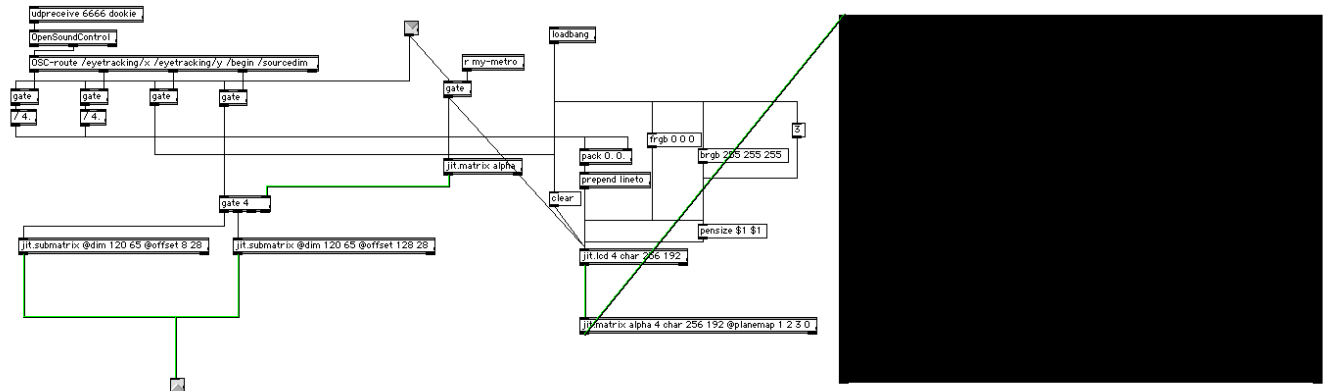 udpreceive 6666 dookie
OpenSoundControl
OSC-route /eyetracking/x /eyetracking/y /begin /sourcedim
gate
gate
gate
gate
/ 4.
/ 4.
r my-metro
gate
loadbang
jit.matrix alpha
gate 4
jit.submatrix @dim 120 65 @offset 8 28
jit.submatrix @dim 120 65 @offset 128 28
frgb 0 0 0
3
pack 0. 0.
brgb 255 255 255
prepend lineto
clear
pensize $1 $1
jit.lcd 4 char 256 192
jit.matrix alpha 4 char 256 192 @planemap 1 2 3 0